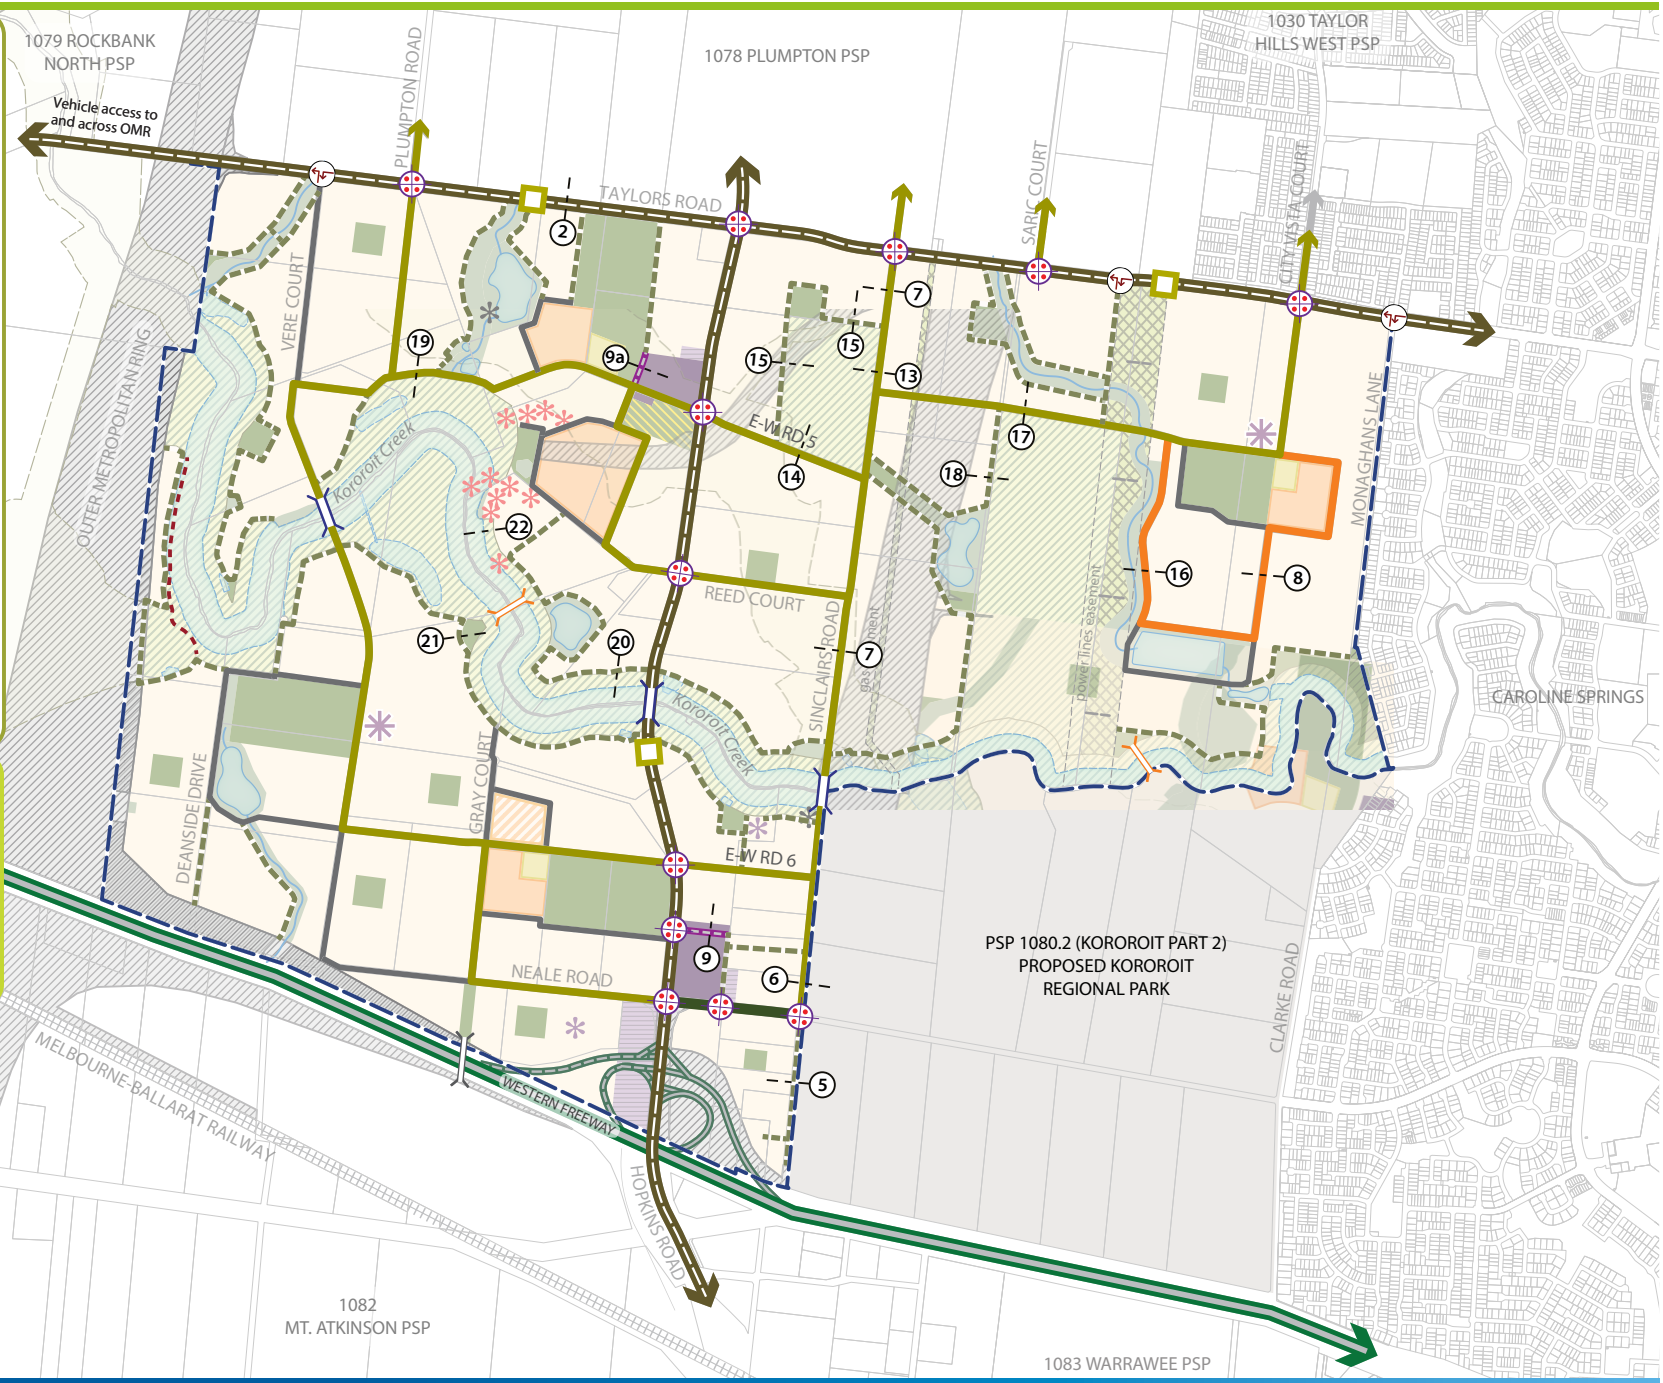 1079 ROCKBANK
NORTH PSP
PLUMPTON ROAD
1078 PLUMPTON PSP
1030 TAYLOR
HILLS WEST PSP
Vehicle access to
and across OMR
TAYLORS ROAD
SARIC COURT
CITY VISTA COURT
2
VERE COURT
19
9a
15
15
7
13
OUTER METROPOLITAN RING
Kororoit Creek
E-W RD 5
14
17
18
MONAGHANS LANE
22
16
8
REED COURT
21
20
SINCLAIRS ROAD
7
gas easement
power lines easement
Kororoit Creek
CAROLINE SPRINGS
DEANSIDE DRIVE
GRAY COURT
E-W RD 6
9
6
NEALE ROAD
PSP 1080.2 (KOROROIT PART 2)
PROPOSED KOROROIT
REGIONAL PARK
CLARKE ROAD
5
WESTERN FREEWAY
MELBOURNE-BALLARAT RAILWAY
HOPKINS ROAD
1082
MT. ATKINSON PSP
1083 WARRAWEE PSP